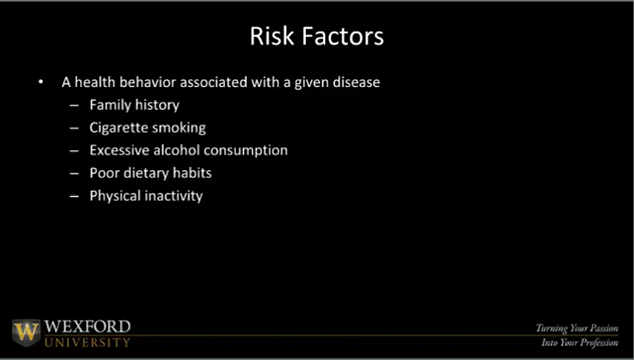 Risk Factors
• A health behavior associated with a given disease
– Family history
– Cigarette smoking
– Excessive alcohol consumption
– Poor dietary habits
– Physical inactivity
W WEXFORD
UNIVERSITY
Turning Your Passion
Into Your Profession